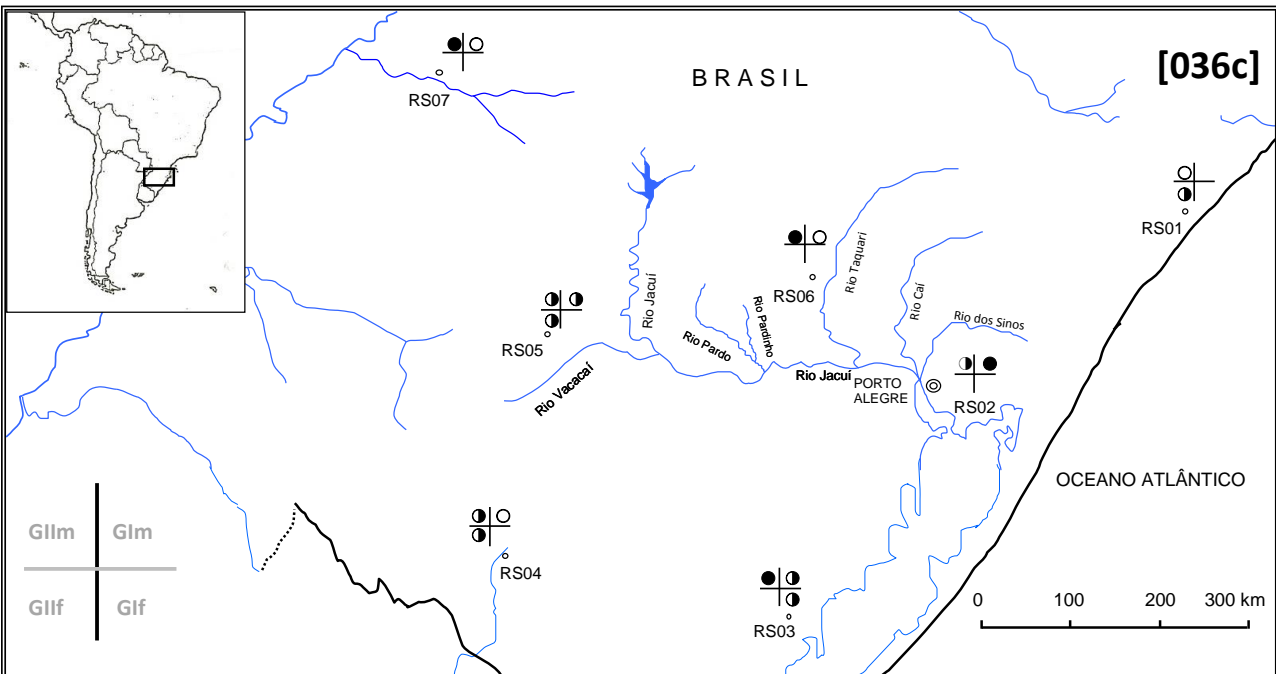 [036c]
B R A S I L
RS07
RS01
Rio Jacuí
Rio Taquari
RS06
Rio Caí
Rio Pardinho
Rio dos Sinos
RS05
Rio Pardo
Rio Vacacaí
Rio Jacuí
PORTO
ALEGRE
RS02
OCEANO ATLÂNTICO
GIIm GIm
GIIf GIf
RS04
RS03
0 100 200 300 km